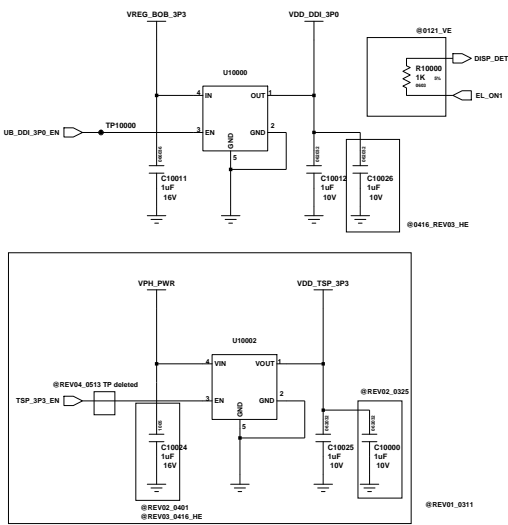 @0121_VE
VREG_BOB_3P3
VDD_DDI_3P0
DISP_DET
R10000
1K 5%
0603
EL_ON1
U10000
4 IN OUT 1
UB_DDI_3P0_EN
TP10000
3 EN GND 2
GND
5
C10011
1uF
16V
C10012
1uF
10V
C10026
1uF
10V
@0416_REV03_HE
VPH_PWR
VDD_TSP_3P3
U10002
4 VIN VOUT 1
@REV04_0513 TP deleted
TSP_3P3_EN
3 EN GND 2
@REV02_0325
GND
5
1005
C10024
1uF
16V
C10025
1uF
10V
C10000
1uF
10V
@REV02_0401
@REV03_0416_HE
@REV01_0311